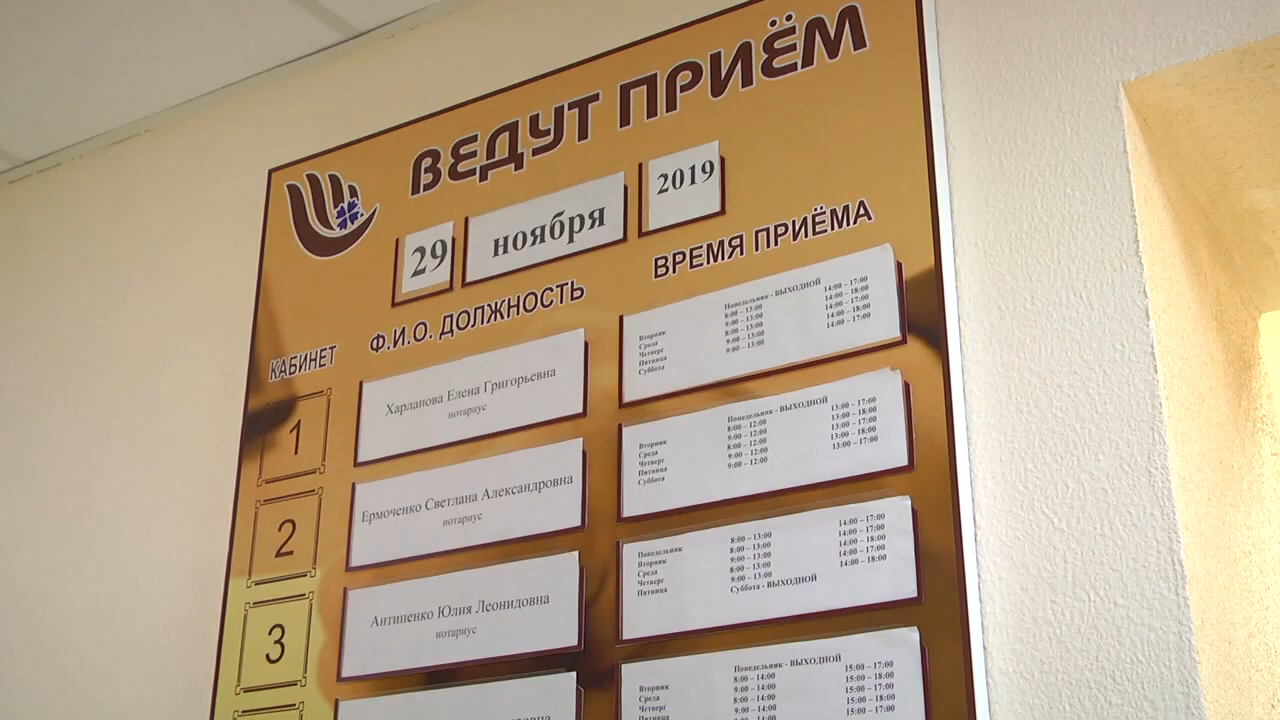 ВЕДУТ ПРИЁМ
29 ноября 2019
КАБИНЕТ Ф.И.О. ДОЛЖНОСТЬ ВРЕМЯ ПРИЁМА
1
Харланова Елена Григорьевна
нотариус
Понедельник - ВЫХОДНОЙ
Вторник 8:00 – 13:00 14:00 – 17:00
Среда 9:00 – 13:00 14:00 – 18:00
Четверг 8:00 – 13:00 14:00 – 17:00
Пятница 9:00 – 13:00 14:00 – 18:00
Суббота 9:00 – 13:00 14:00 – 17:00
2
Ермоченко Светлана Александровна
нотариус
Понедельник - ВЫХОДНОЙ
Вторник 8:00 – 12:00 13:00 – 17:00
Среда 9:00 – 12:00 13:00 – 18:00
Четверг 8:00 – 12:00 13:00 – 17:00
Пятница 9:00 – 12:00 13:00 – 18:00
Суббота 9:00 – 12:00 13:00 – 17:00
3
Антипенко Юлия Леонидовна
нотариус
Понедельник 8:00 – 13:00 14:00 – 17:00
Вторник 8:00 – 13:00 14:00 – 17:00
Среда 9:00 – 13:00 14:00 – 18:00
Четверг 8:00 – 13:00 14:00 – 17:00
Пятница 9:00 – 13:00 14:00 – 18:00
Суббота - ВЫХОДНОЙ
Понедельник - ВЫХОДНОЙ
Вторник 8:00 – 14:00 15:00 – 17:00
Среда 9:00 – 14:00 15:00 – 18:00
Четверг 8:00 – 14:00 15:00 – 17:00
Пятница 9:00 – 14:00 15:00 – 18:00